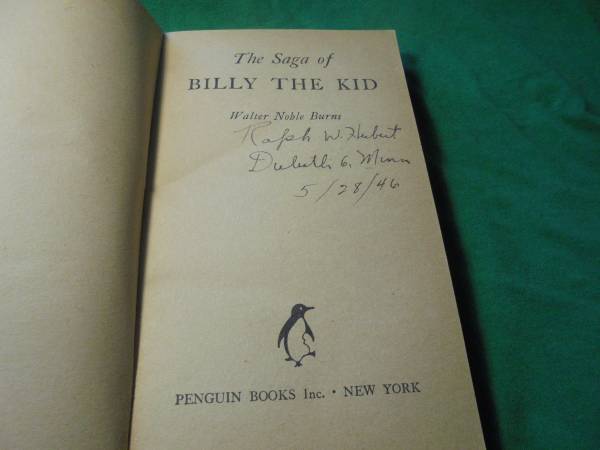 The Saga of
BILLY THE KID
Walter Noble Burns
Ralph W. Hebert
Duluth 6, Minn
5/28/46
PENGUIN BOOKS Inc. • NEW YORK